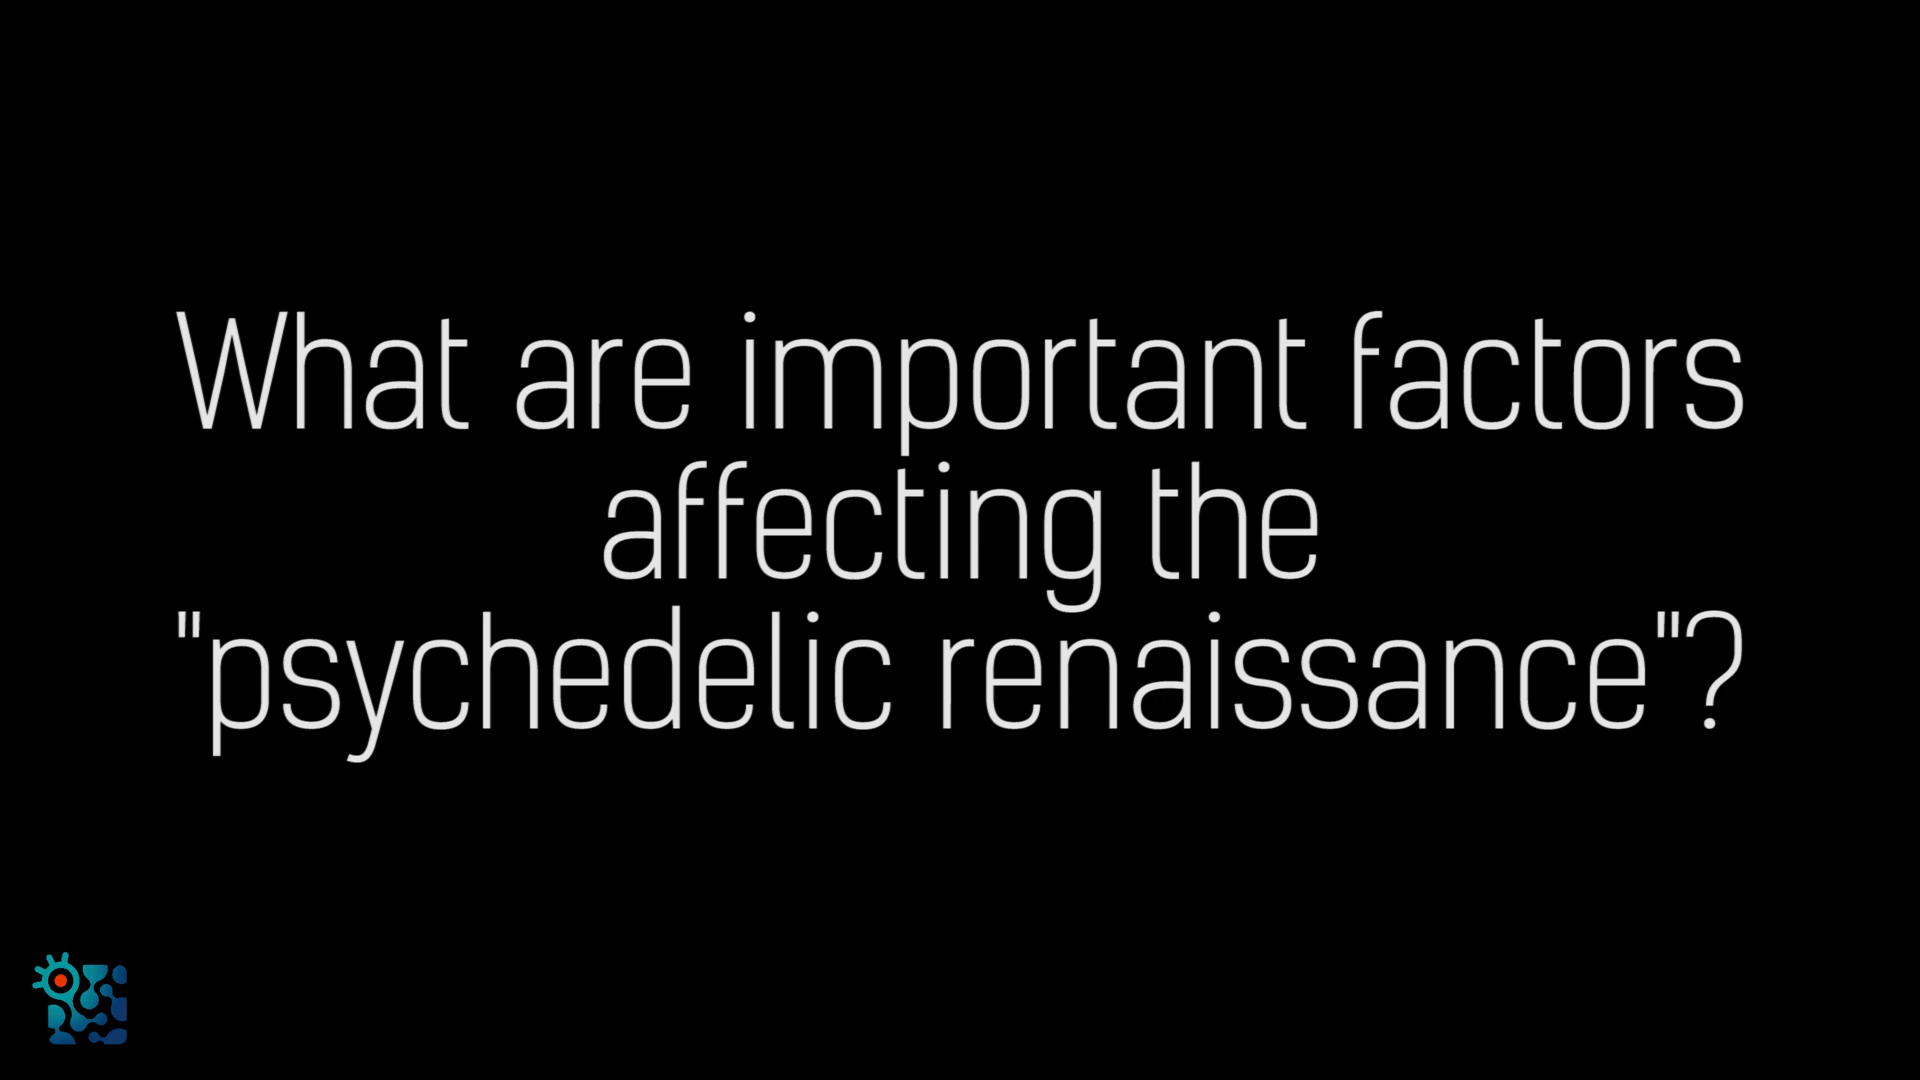 What are important factors
affecting the
"psychedelic renaissance"?